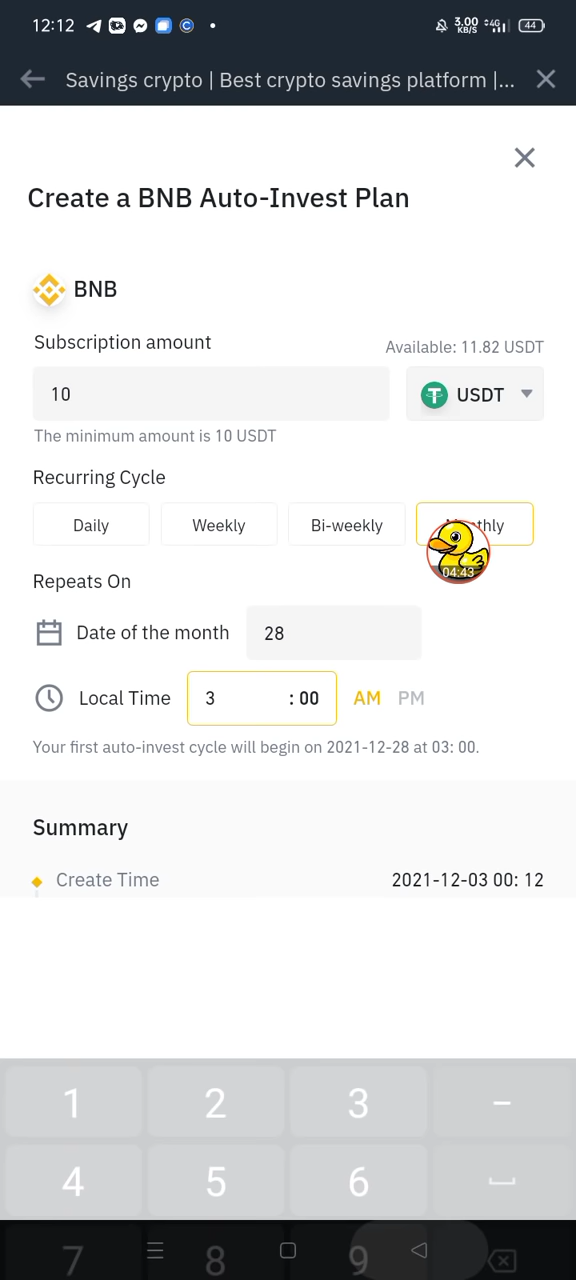 12:12 3.00 KB/S 4G 44
Savings crypto | Best crypto savings platform |...
Create a BNB Auto-Invest Plan
BNB
Subscription amount
Available: 11.82 USDT
10
USDT
The minimum amount is 10 USDT
Recurring Cycle
Daily Weekly Bi-weekly
04:43
Repeats On
Date of the month 28
Local Time 3 : 00 AM PM
Your first auto-invest cycle will begin on 2021-12-28 at 03: 00.
Summary
Create Time 2021-12-03 00: 12
1 2 3 –
4 5 6
7 8 9